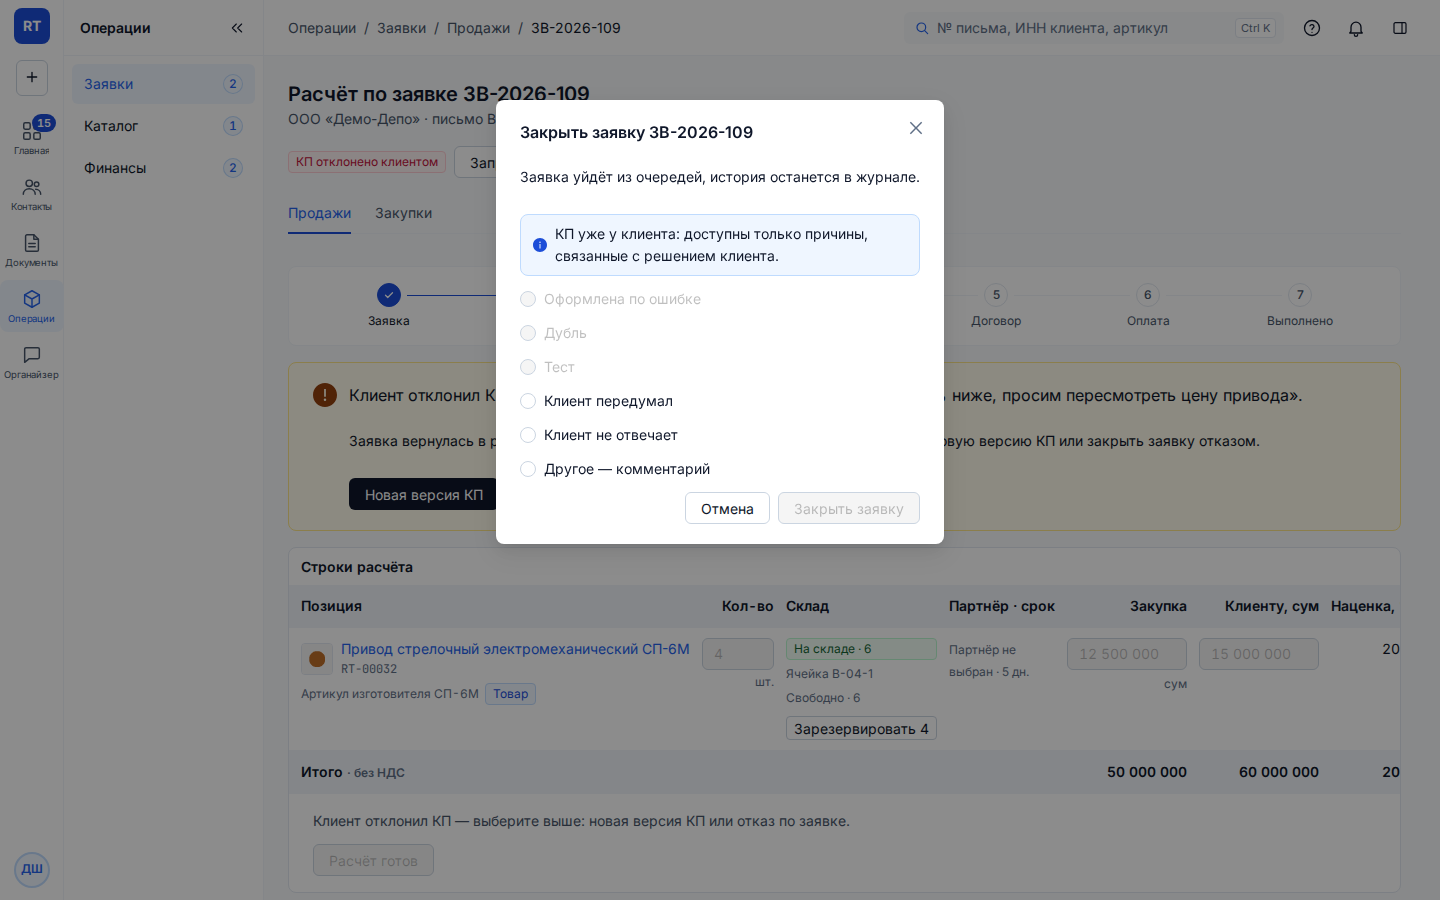 RT
Операции
Операции / Заявки / Продажи / ЗВ-2026-109
№ письма, ИНН клиента, артикул
Ctrl K
15
Главная
Контакты
Документы
Операции
Органайзер
ДШ
Заявки 2
Каталог 1
Финансы 2
Расчёт по заявке ЗВ-2026-109
ООО «Демо-Депо» · письмо В
КП отклонено клиентом
Зап
Продажи
Закупки
Заявка
5
Договор
6
Оплата
7
Выполнено
Клиент отклонил К
ниже, просим пересмотреть цену привода».
Заявка вернулась в р
овую версию КП или закрыть заявку отказом.
Новая версия КП
Закрыть заявку ЗВ-2026-109
Заявка уйдёт из очередей, история останется в журнале.
КП уже у клиента: доступны только причины,
связанные с решением клиента.
Оформлена по ошибке
Дубль
Тест
Клиент передумал
Клиент не отвечает
Другое — комментарий
Отмена
Закрыть заявку
Строки расчёта
Позиция Кол-во Склад Партнёр · срок Закупка Клиенту, сум Наценка,
Привод стрелочный электромеханический СП-6М
RT-00032
Артикул изготовителя СП-6М Товар
4
шт.
На складе · 6
Ячейка B-04-1
Свободно · 6
Зарезервировать 4
Партнёр не
выбран · 5 дн.
12 500 000
сум
15 000 000
20
Итого · без НДС 50 000 000 60 000 000 20
Клиент отклонил КП — выберите выше: новая версия КП или отказ по заявке.
Расчёт готов